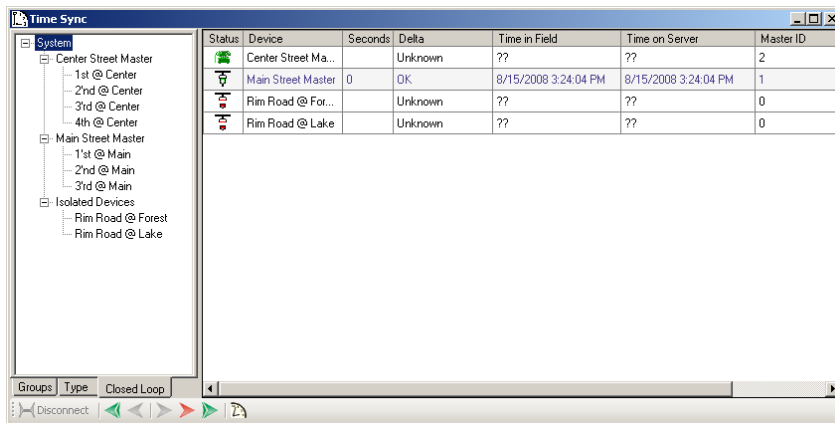 Time Sync
System
Center Street Master
1st @ Center
2'nd @ Center
3'rd @ Center
4th @ Center
Main Street Master
1'st @ Main
2'nd @ Main
3'rd @ Main
Isolated Devices
Rim Road @ Forest
Rim Road @ Lake
Status Device Seconds Delta Time in Field Time on Server Master ID
Center Street Ma... Unknown ?? ?? 2
Main Street Master 0 OK 8/15/2008 3:24:04 PM 8/15/2008 3:24:04 PM 1
Rim Road @ For... Unknown ?? ?? 0
Rim Road @ Lake Unknown ?? ?? 0
Groups Type Closed Loop
Disconnect